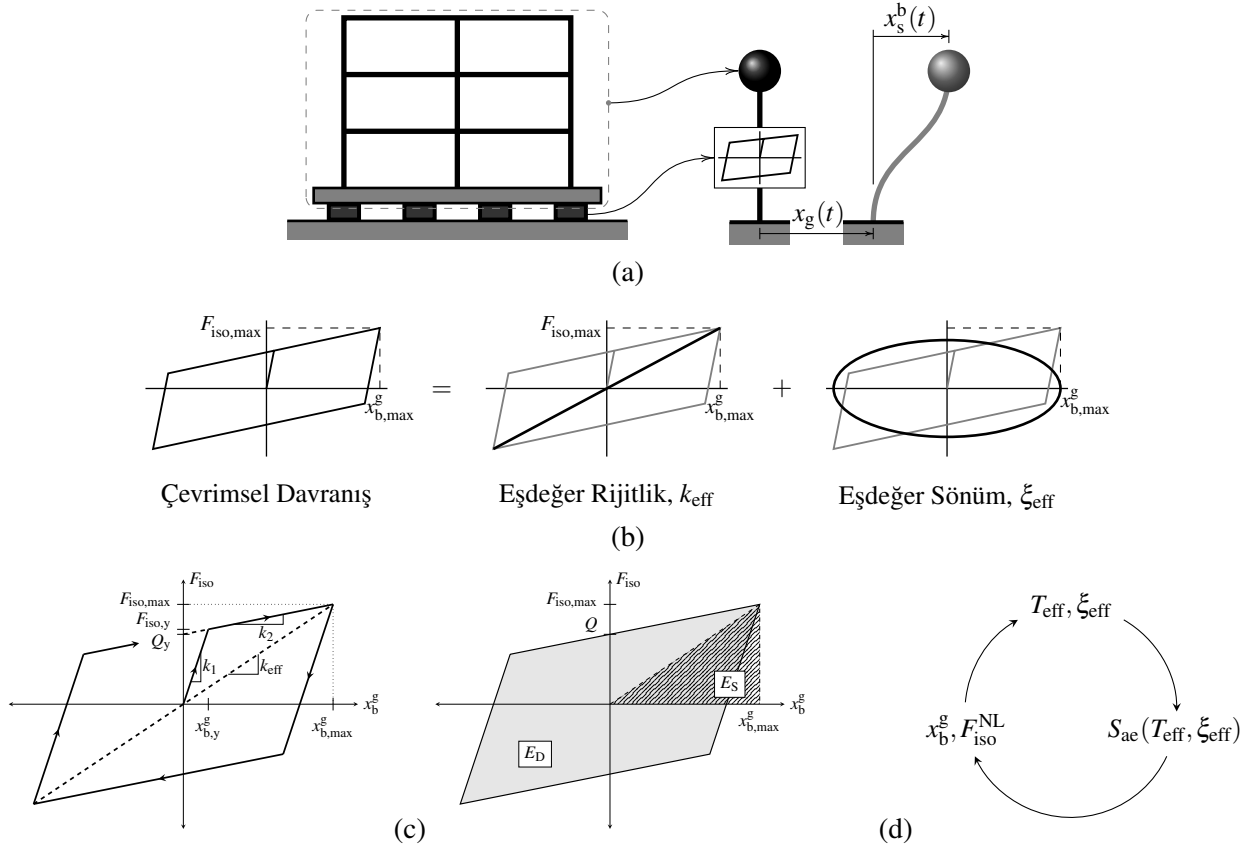 x_s^b(t)
x_g(t)
(a)
F_iso,max
x_b,max^g
=
F_iso,max
x_b,max^g
+
x_b,max^g
Çevrimsel Davranış
Eşdeğer Rijitlik, k_eff
Eşdeğer Sönüm, ξ_eff
(b)
F_iso
F_iso,max
F_iso,y
Q_y
k_2
k_1
k_eff
x_b^g
x_b,y^g
x_b,max^g
(c)
F_iso
F_iso,max
Q
E_S
x_b^g
x_b,max^g
E_D
T_eff, ξ_eff
x_b^g, F_iso^NL
S_ae(T_eff, ξ_eff)
(d)